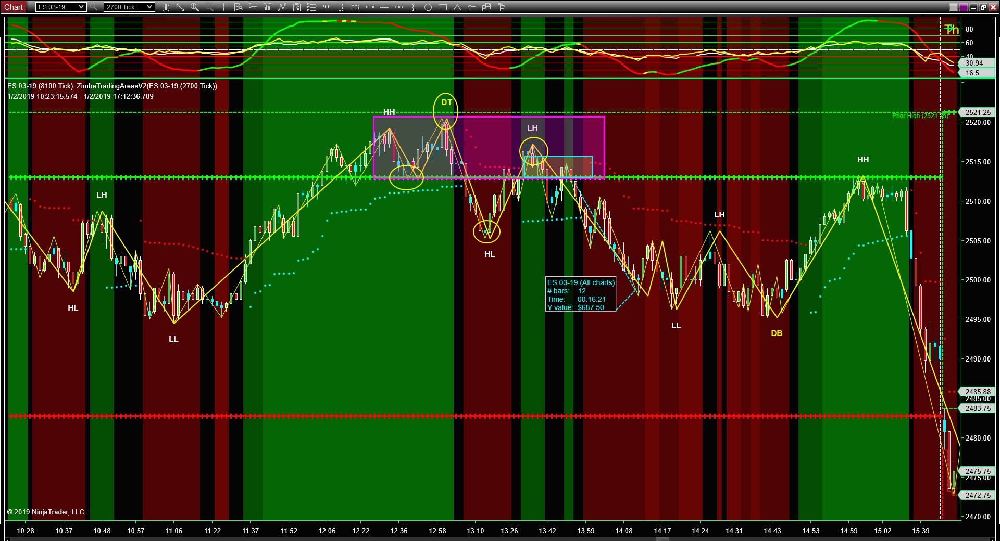 Chart ES 03-19 2700 Tick
80
60
40
30.94
16.5
ES 03-19 (8100 Tick), ZimbaTradingAreasV2(ES 03-19 (2700 Tick))
1/2/2019 10:23:15.574 - 1/2/2019 17:12:36.789
DT
HH
Prior High (2521.25)
2521.25
2520.00
LH
HH
2515.00
LH
2510.00
LH
HL
2505.00
ES 03-19 (All charts)
# bars: 12
Time: 00:16:21
Y value: $687.50
2500.00
HL
2495.00
LL
DB
LL
2490.00
2485.88
2485.00
2483.75
2480.00
2475.75
2475.00
2472.75
© 2019 NinjaTrader, LLC
2470.00
10:28 10:37 10:48 10:57 11:06 11:22 11:37 11:52 12:06 12:22 12:36 12:58 13:10 13:26 13:42 13:59 14:08 14:17 14:24 14:31 14:43 14:53 14:59 15:02 15:39